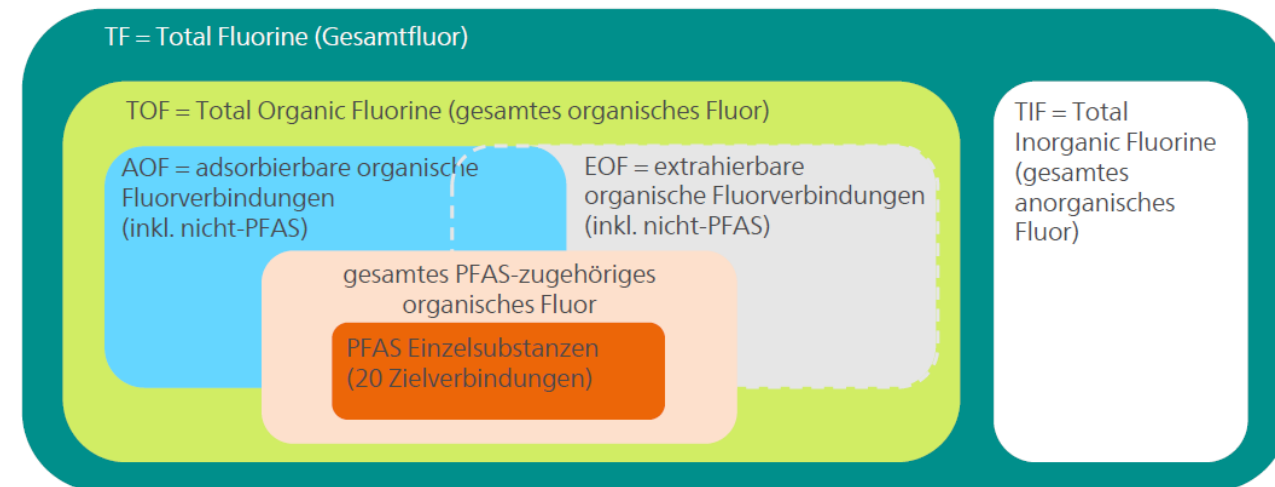 TF = Total Fluorine (Gesamtfluor)
TOF = Total Organic Fluorine (gesamtes organisches Fluor)
AOF = adsorbierbare organische
Fluorverbindungen
(inkl. nicht-PFAS)
EOF = extrahierbare
organische Fluorverbindungen
(inkl. nicht-PFAS)
gesamtes PFAS-zugehöriges
organisches Fluor
PFAS Einzelsubstanzen
(20 Zielverbindungen)
TIF = Total
Inorganic Fluorine
(gesamtes
anorganisches
Fluor)